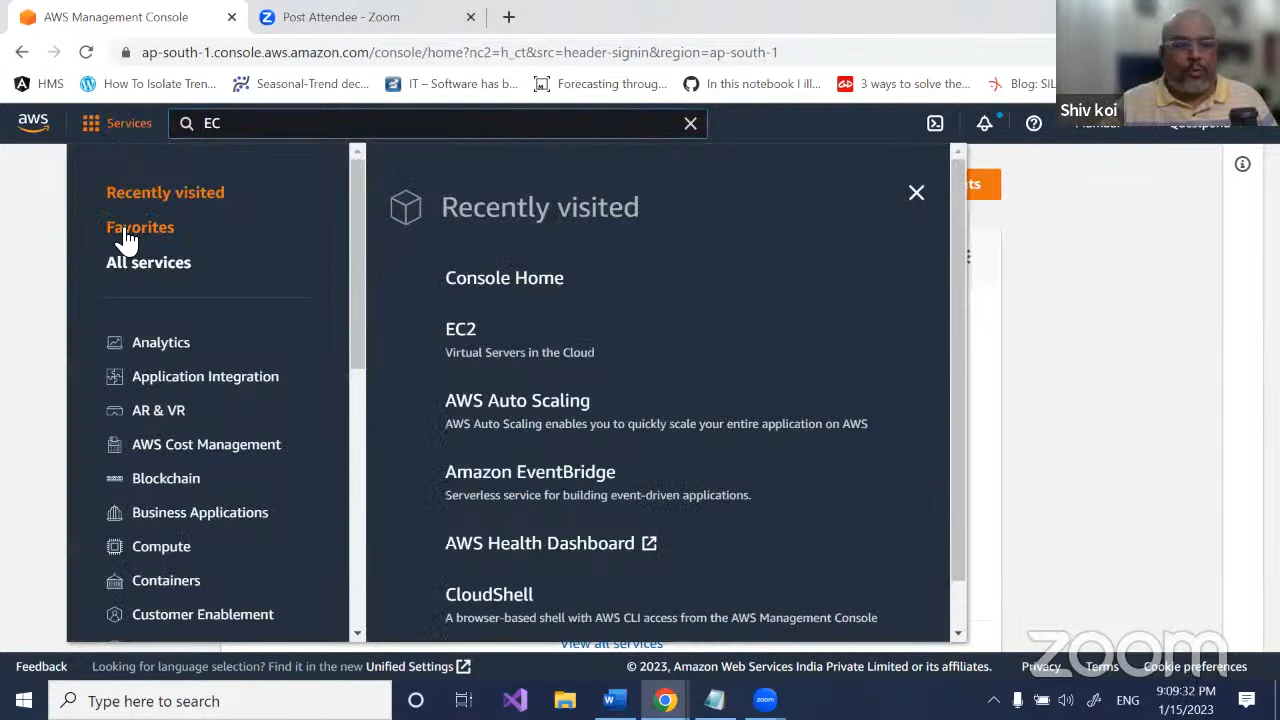 AWS Management Console
Post Attendee - Zoom
ap-south-1.console.aws.amazon.com/console/home?nc2=h_ct&src=header-signin&region=ap-south-1
HMS
How To Isolate Tren...
Seasonal-Trend dec...
IT – Software has b...
Forecasting throug...
In this notebook I ill...
3 ways to solve the...
Blog: SIL
Shiv koi
aws
Services
EC
Recently visited
Favorites
All services
Analytics
Application Integration
AR & VR
AWS Cost Management
Blockchain
Business Applications
Compute
Containers
Customer Enablement
Recently visited
Console Home
EC2
Virtual Servers in the Cloud
AWS Auto Scaling
AWS Auto Scaling enables you to quickly scale your entire application on AWS
Amazon EventBridge
Serverless service for building event-driven applications.
AWS Health Dashboard
CloudShell
A browser-based shell with AWS CLI access from the AWS Management Console
ts
View all services
zoom
Feedback
Looking for language selection? Find it in the new Unified Settings
© 2023, Amazon Web Services India Private Limited or its affiliates.
Privacy
Terms
Cookie preferences
Type here to search
ENG
9:09:32 PM
1/15/2023